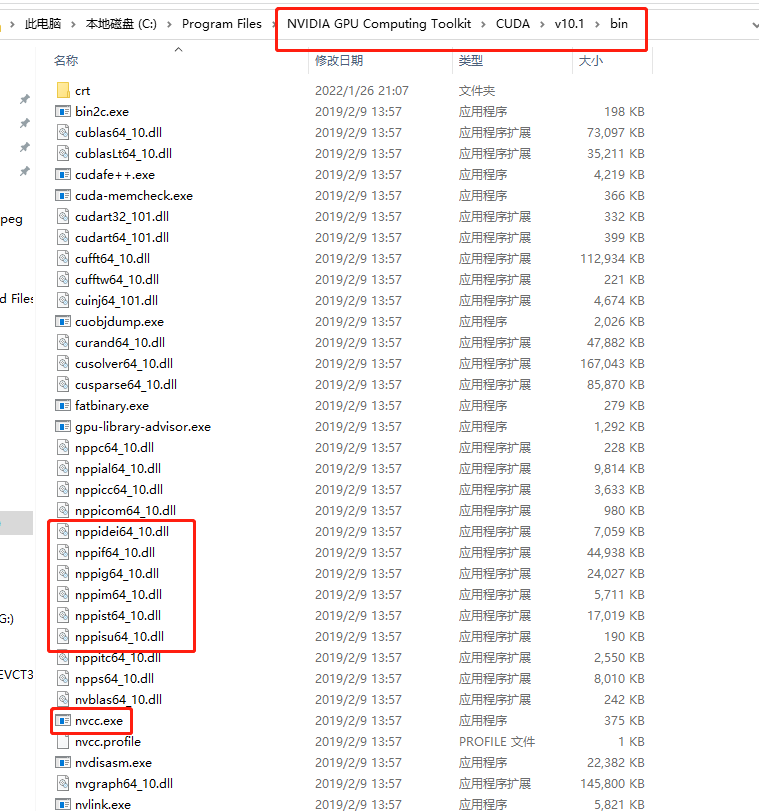 此电脑 > 本地磁盘 (C:) > Program Files > NVIDIA GPU Computing Toolkit > CUDA > v10.1 > bin
名称 修改日期 类型 大小
crt 2022/1/26 21:07 文件夹
bin2c.exe 2019/2/9 13:57 应用程序 198 KB
cublas64_10.dll 2019/2/9 13:57 应用程序扩展 73,097 KB
cublasLt64_10.dll 2019/2/9 13:57 应用程序扩展 35,211 KB
cudafe++.exe 2019/2/9 13:57 应用程序 4,219 KB
cuda-memcheck.exe 2019/2/9 13:57 应用程序 366 KB
cudart32_101.dll 2019/2/9 13:57 应用程序扩展 332 KB
peg
cudart64_101.dll 2019/2/9 13:57 应用程序扩展 399 KB
cufft64_10.dll 2019/2/9 13:57 应用程序扩展 112,934 KB
cufftw64_10.dll 2019/2/9 13:57 应用程序扩展 221 KB
cuinj64_101.dll 2019/2/9 13:57 应用程序扩展 4,674 KB
d Files
cuobjdump.exe 2019/2/9 13:57 应用程序 2,026 KB
curand64_10.dll 2019/2/9 13:57 应用程序扩展 47,882 KB
cusolver64_10.dll 2019/2/9 13:57 应用程序扩展 167,043 KB
cusparse64_10.dll 2019/2/9 13:57 应用程序扩展 85,870 KB
fatbinary.exe 2019/2/9 13:57 应用程序 279 KB
gpu-library-advisor.exe 2019/2/9 13:57 应用程序 1,292 KB
nppc64_10.dll 2019/2/9 13:57 应用程序扩展 228 KB
nppial64_10.dll 2019/2/9 13:57 应用程序扩展 9,814 KB
nppicc64_10.dll 2019/2/9 13:57 应用程序扩展 3,633 KB
nppicom64_10.dll 2019/2/9 13:57 应用程序扩展 980 KB
nppidei64_10.dll 2019/2/9 13:57 应用程序扩展 7,059 KB
nppif64_10.dll 2019/2/9 13:57 应用程序扩展 44,938 KB
nppig64_10.dll 2019/2/9 13:57 应用程序扩展 24,027 KB
nppim64_10.dll 2019/2/9 13:57 应用程序扩展 5,711 KB
nppist64_10.dll 2019/2/9 13:57 应用程序扩展 17,019 KB
G:)
nppisu64_10.dll 2019/2/9 13:57 应用程序扩展 190 KB
nppitc64_10.dll 2019/2/9 13:57 应用程序扩展 2,550 KB
EVCT3
npps64_10.dll 2019/2/9 13:57 应用程序扩展 8,010 KB
nvblas64_10.dll 2019/2/9 13:57 应用程序扩展 242 KB
nvcc.exe 2019/2/9 13:57 应用程序 375 KB
nvcc.profile 2019/2/9 13:57 PROFILE 文件 1 KB
nvdisasm.exe 2019/2/9 13:57 应用程序 22,382 KB
nvgraph64_10.dll 2019/2/9 13:57 应用程序扩展 145,800 KB
nvlink.exe 2019/2/9 13:57 应用程序 5,821 KB